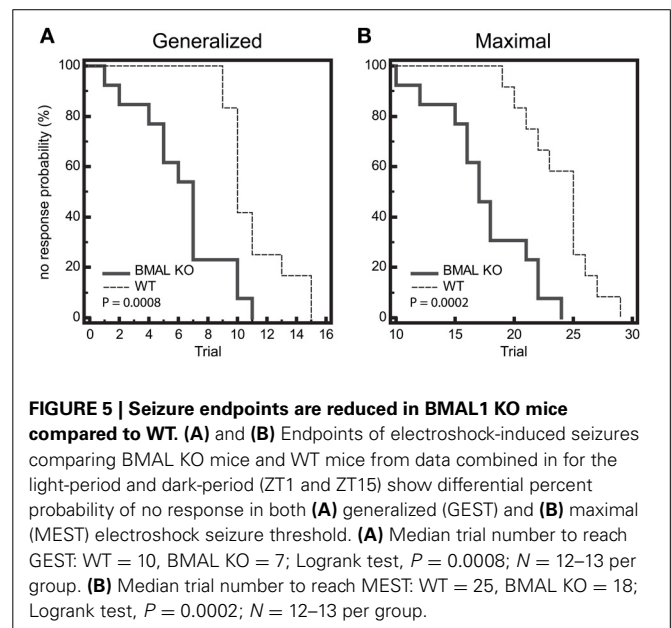 A
Generalized
B
Maximal
no response probability (%)
100
80
60
40
20
0
BMAL KO
WT
P = 0.0008
0 2 4 6 8 10 12 14 16
Trial
100
80
60
40
20
0
BMAL KO
WT
P = 0.0002
10 15 20 25 30
Trial
FIGURE 5 | Seizure endpoints are reduced in BMAL1 KO mice
compared to WT. (A) and (B) Endpoints of electroshock-induced seizures
comparing BMAL KO mice and WT mice from data combined in for the
light-period and dark-period (ZT1 and ZT15) show differential percent
probability of no response in both (A) generalized (GEST) and (B) maximal
(MEST) electroshock seizure threshold. (A) Median trial number to reach
GEST: WT = 10, BMAL KO = 7; Logrank test, P = 0.0008; N = 12–13 per
group. (B) Median trial number to reach MEST: WT = 25, BMAL KO = 18;
Logrank test, P = 0.0002; N = 12–13 per group.